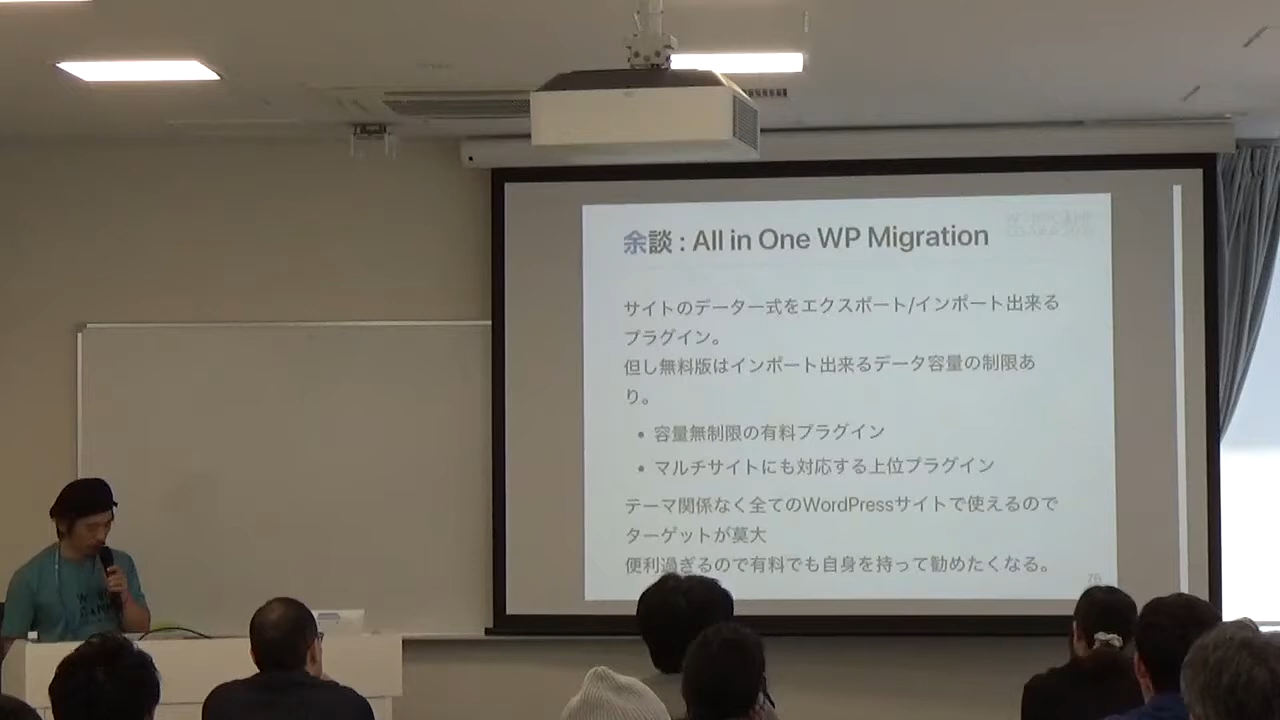 余談 : All in One WP Migration
サイトのデータ一式をエクスポート/インポート出来る
プラグイン。
但し無料版はインポート出来るデータ容量の制限あ
り。
• 容量無制限の有料プラグイン
• マルチサイトにも対応する上位プラグイン
テーマ関係なく全てのWordPressサイトで使えるので
ターゲットが莫大
便利過ぎるので有料でも自身を持って勧めたくなる。
76